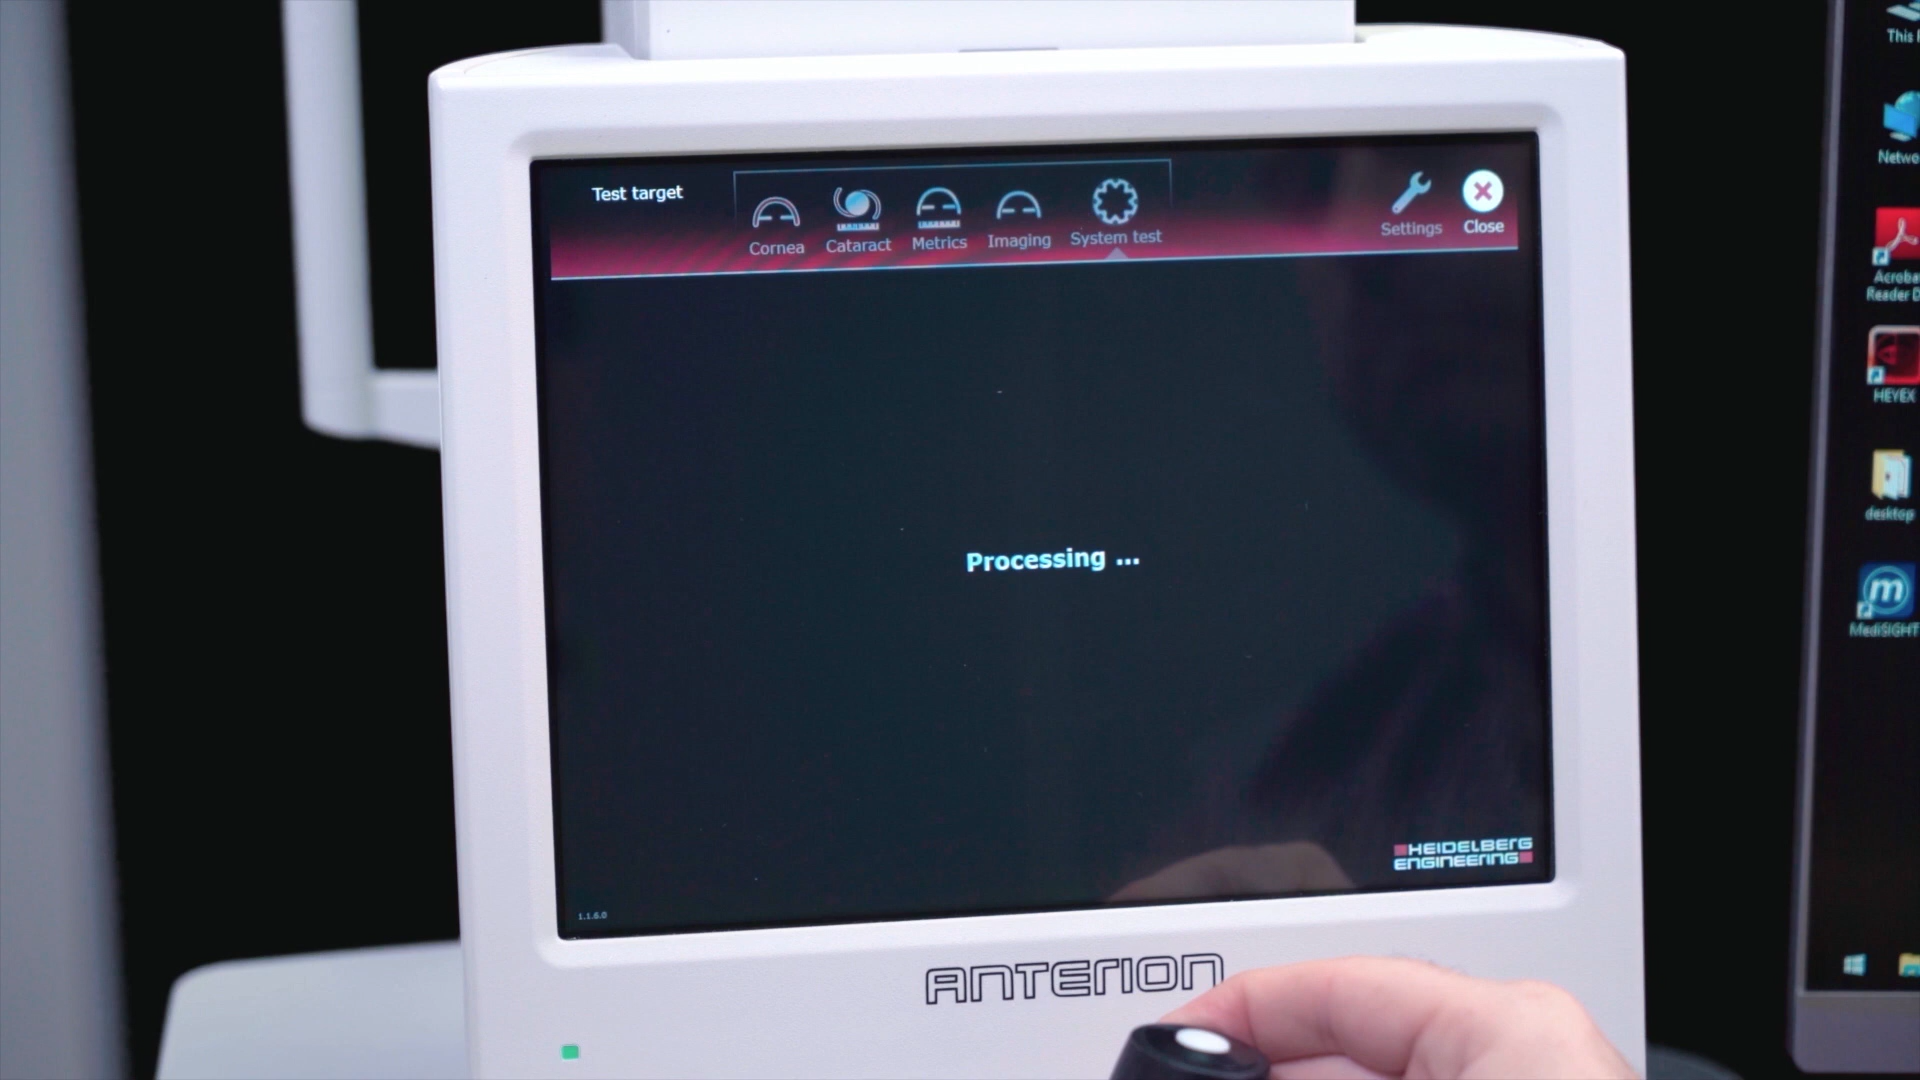 Test target
Cornea
Cataract
Metrics
Imaging
System test
Settings
Close
Processing ...
HEIDELBERG
ENGINEERING
1.1.6.0
ANTERION
This
Netwo
Acroba
Reader D
HEYEX
desktop
m
MediSIGHT